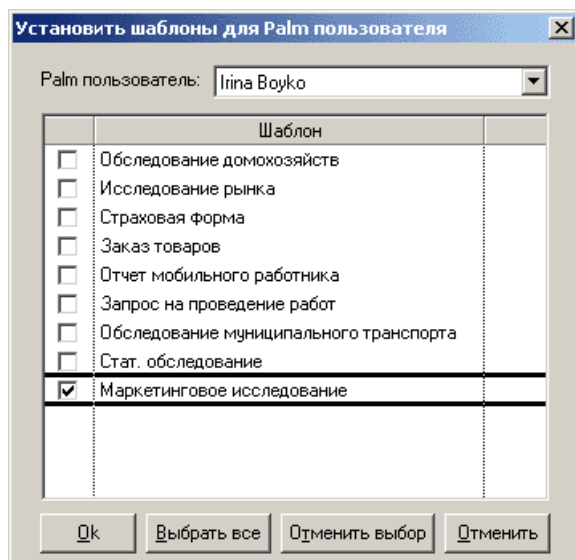 Установить шаблоны для Palm пользователя
Palm пользователь: Irina Boyko
Шаблон
Обследование домохозяйств
Исследование рынка
Страховая форма
Заказ товаров
Отчет мобильного работника
Запрос на проведение работ
Обследование муниципального транспорта
Стат. обследование
Маркетинговое исследование
Ok Выбрать все Отменить выбор Отменить